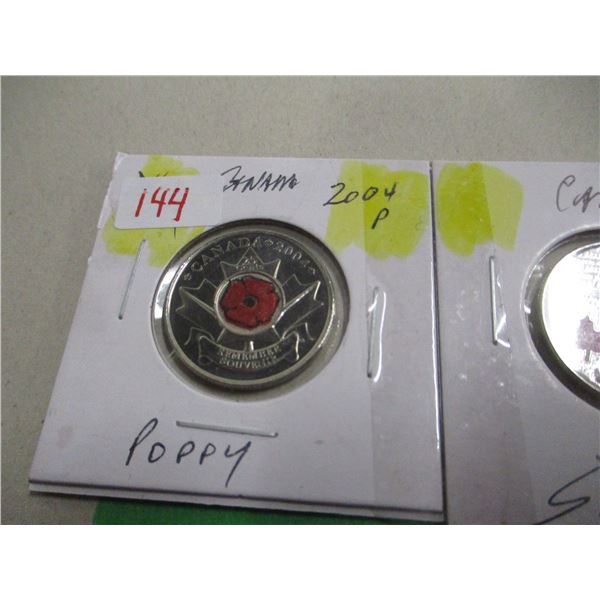 144
2004
P
CANADA 2004
REMEMBER
SOUVENIR
POPPY